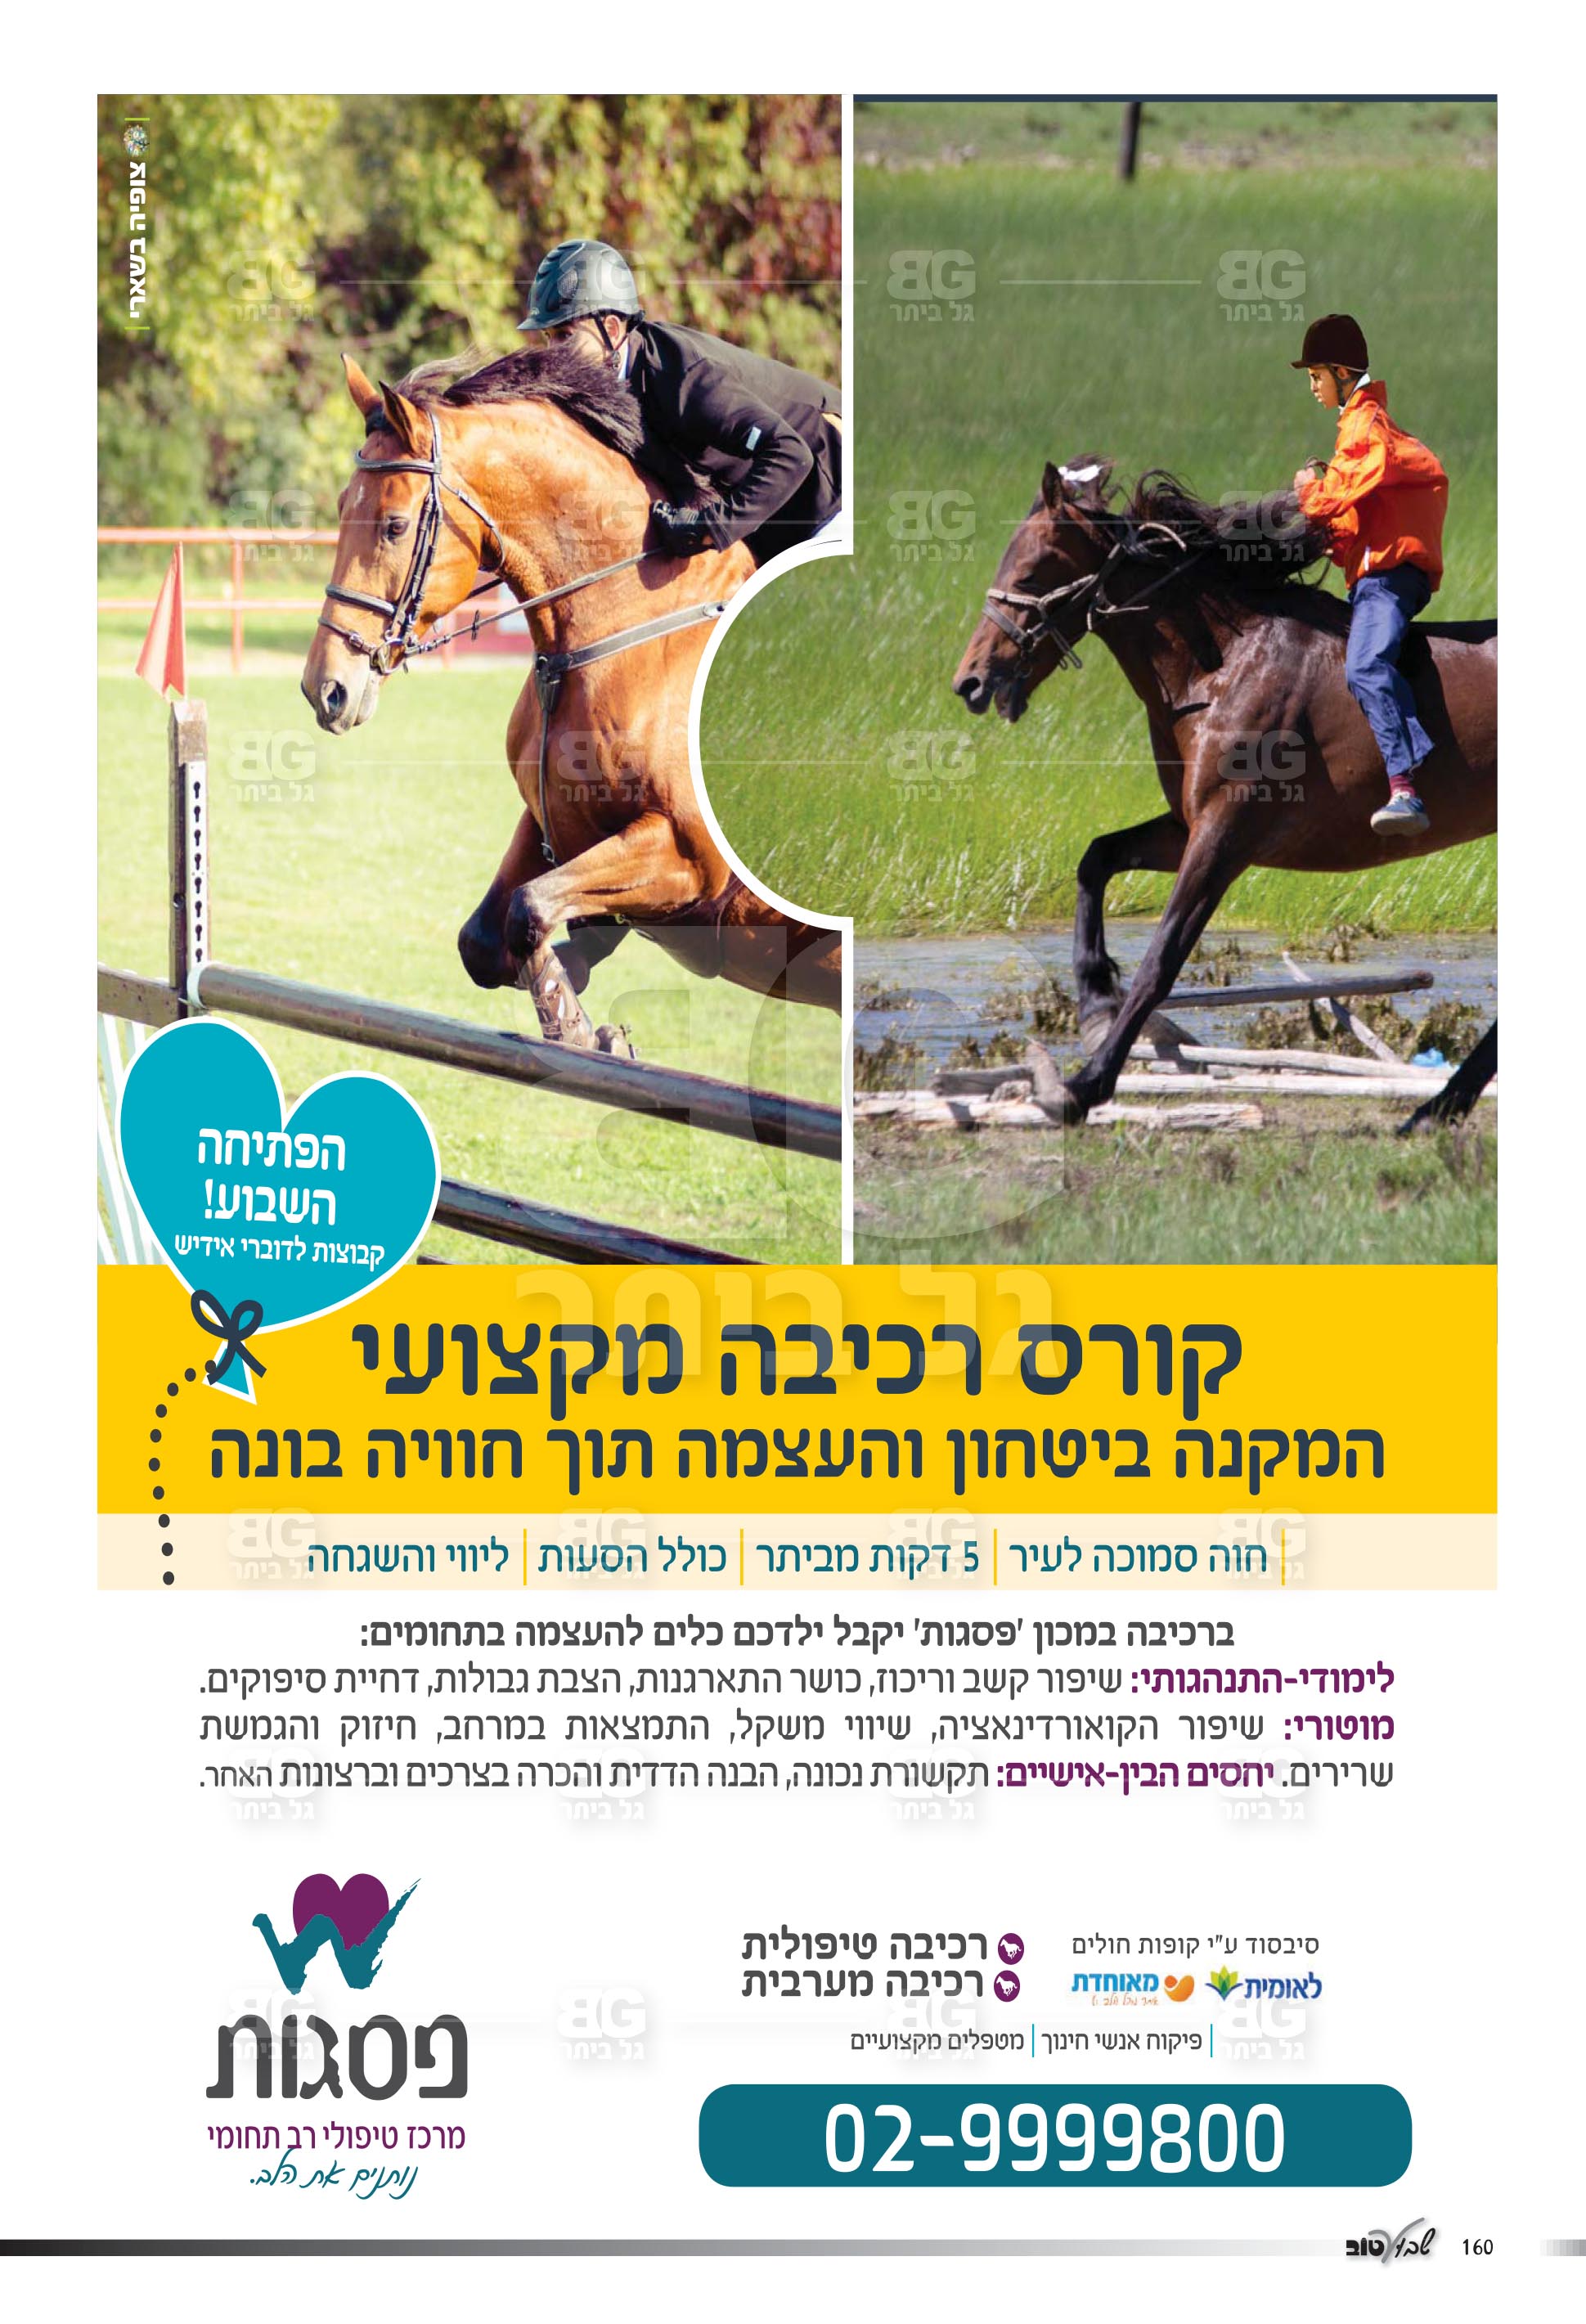 צופיה בשארי
הפתיחה
השבוע!
קבוצות לדוברי אידיש
קורס רכיבה מקצועי
המקנה ביטחון והעצמה תוך חוויה בונה
חוה סמוכה לעיר | 5 דקות מביתר | כולל הסעות | ליווי והשגחה
ברכיבה במכון 'פסגות' יקבל ילדכם כלים להעצמה בתחומים:
לימודי-התנהגותי: שיפור קשב וריכוז, כושר התארגנות, הצבת גבולות, דחיית סיפוקים.
מוטורי: שיפור הקואורדינאציה, שיווי משקל, התמצאות במרחב, חיזוק והגמשת
שרירים. יחסים הבין-אישיים: תקשורת נכונה, הבנה הדדית והכרה בצרכים וברצונות האחר.
סיבסוד ע"י קופות חולים
לאומית מאוחדת
רכיבה טיפולית
רכיבה מערבית
פיקוח אנשי חינוך | מטפלים מקצועיים
02-9999800
פסגות
מרכז טיפולי רב תחומי
נותנים את הלב.
160 שבוע טוב
BG
גל ביתר